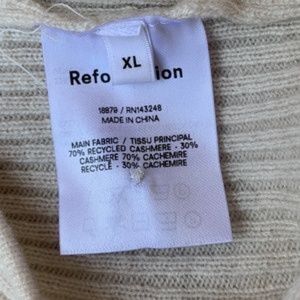 XL
Refo ion
18879 / RN143248
MADE IN CHINA
MAIN FABRIC / TISSU PRINCIPAL
70% RECYCLED CASHMERE - 30%
CASHMERE 70% CACHEMIRE
RECYCLÉ - 30% CACHEMIRE